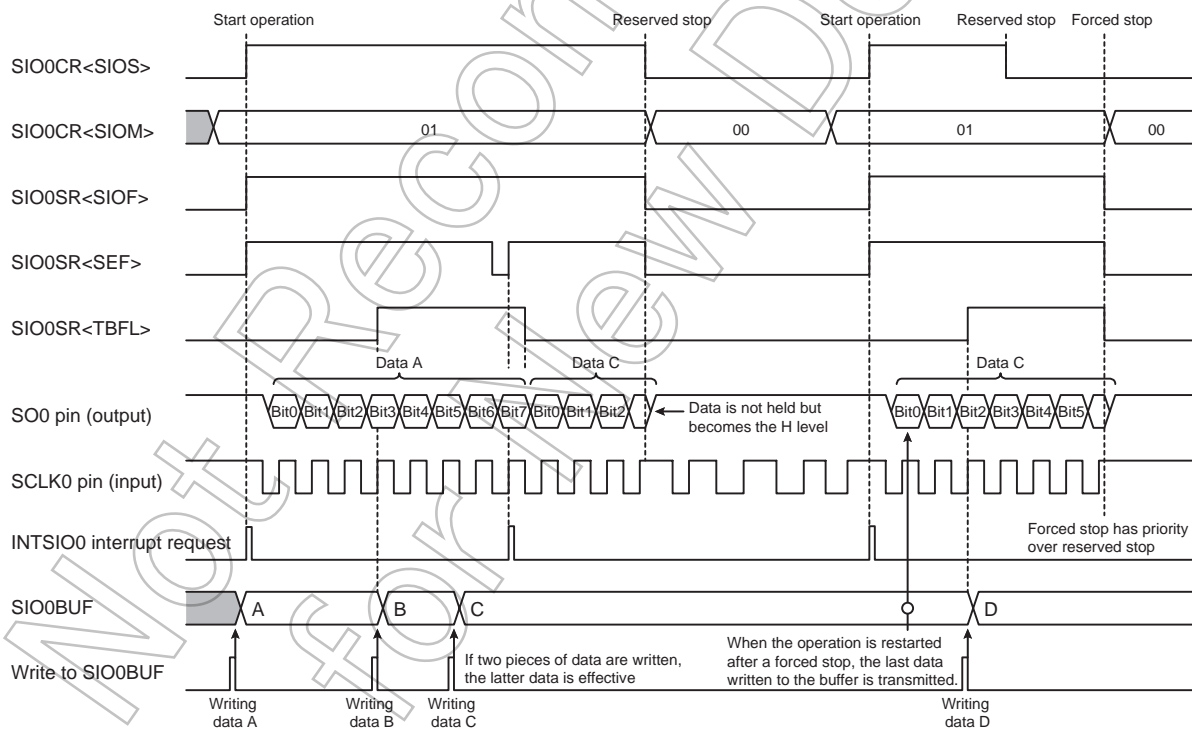 Start operation Reserved stop Start operation Reserved stop Forced stop
SIO0CR<SIOS>
SIO0CR<SIOM> 01 00 01 00
SIO0SR<SIOF>
SIO0SR<SEF>
SIO0SR<TBFL>
Data A Data C Data C
SO0 pin (output) Bit0 Bit1 Bit2 Bit3 Bit4 Bit5 Bit6 Bit7 Bit0 Bit1 Bit2 Bit0 Bit1 Bit2 Bit3 Bit4 Bit5
Data is not held but
becomes the H level
SCLK0 pin (input)
INTSIO0 interrupt request
Forced stop has priority
over reserved stop
SIO0BUF A B C D
Write to SIO0BUF
If two pieces of data are written,
the latter data is effective
When the operation is restarted
after a forced stop, the last data
written to the buffer is transmitted.
Writing
data A
Writing
data B
Writing
data C
Writing
data D
Not Recom
for New D